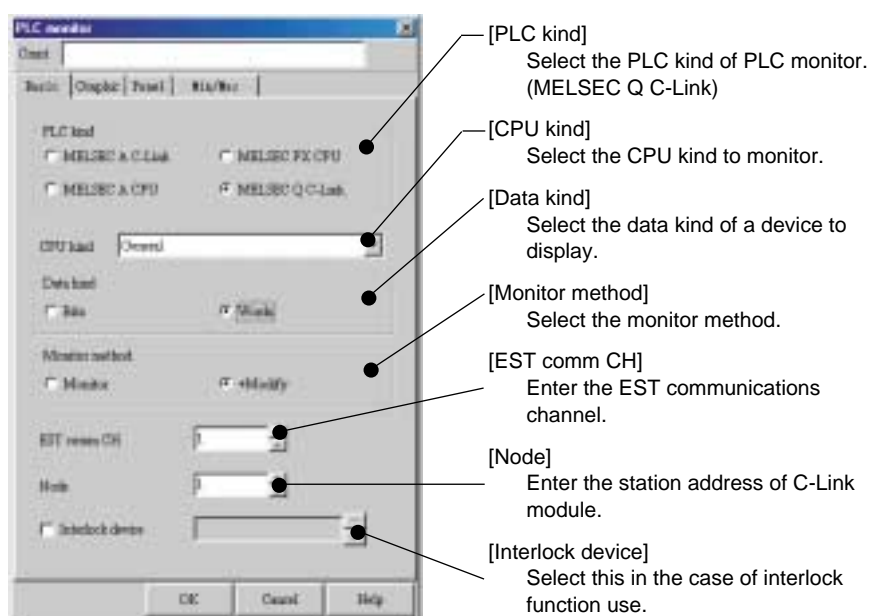 PLC monitor
[PLC kind]
Select the PLC kind of PLC monitor.
(MELSEC Q C-Link)
[CPU kind]
Select the CPU kind to monitor.
[Data kind]
Select the data kind of a device to
display.
[Monitor method]
Select the monitor method.
[EST comm CH]
Enter the EST communications
channel.
[Node]
Enter the station address of C-Link
module.
[Interlock device]
Select this in the case of interlock
function use.
Basic Graphic Panel Min/Max
PLC kind
MELSEC A C-Link MELSEC FX CPU
MELSEC A CPU MELSEC Q C-Link
CPU kind General
Data kind
Bits Words
Monitor method
Monitor +Modify
EST comm CH 1
Node 1
Interlock device
OK Cancel Help